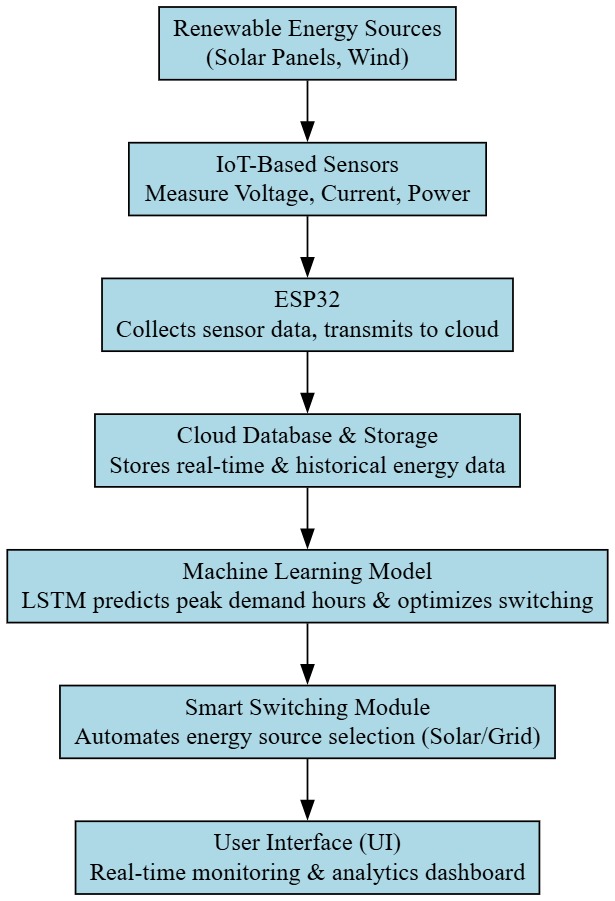 Renewable Energy Sources
(Solar Panels, Wind)
IoT-Based Sensors
Measure Voltage, Current, Power
ESP32
Collects sensor data, transmits to cloud
Cloud Database & Storage
Stores real-time & historical energy data
Machine Learning Model
LSTM predicts peak demand hours & optimizes switching
Smart Switching Module
Automates energy source selection (Solar/Grid)
User Interface (UI)
Real-time monitoring & analytics dashboard